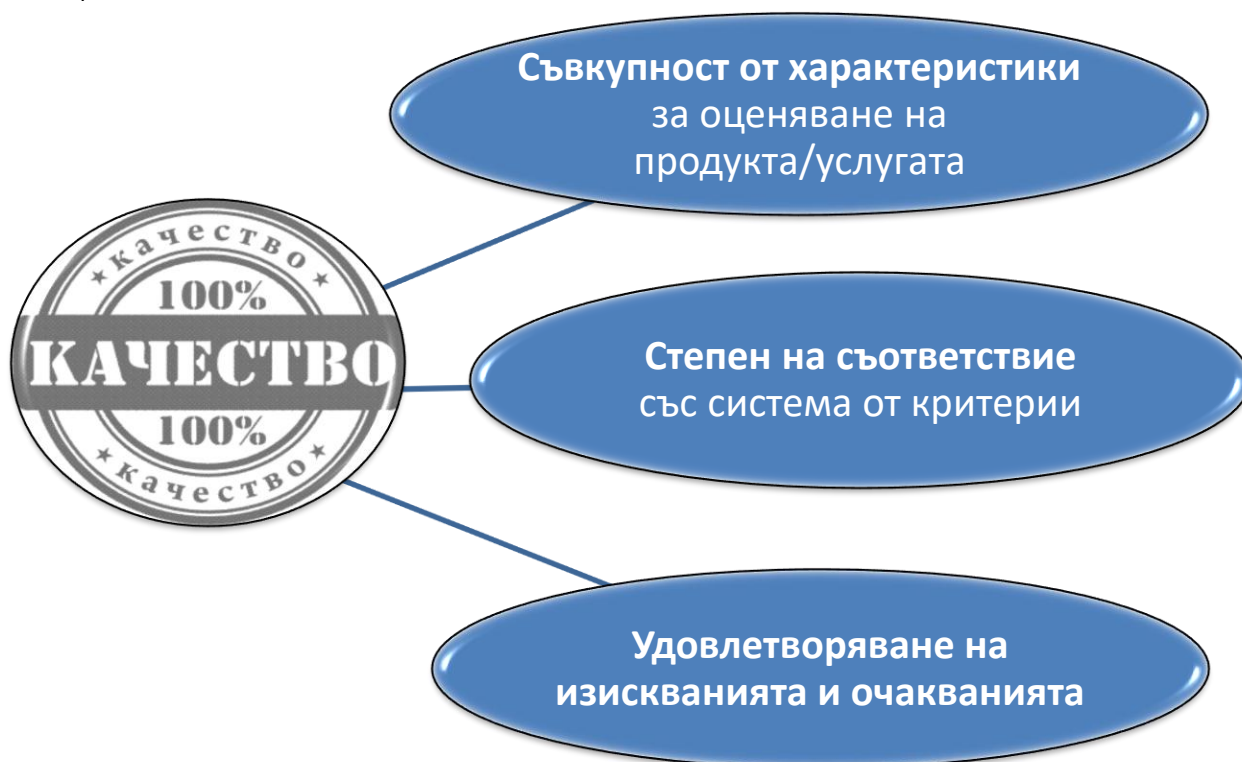 Съвкупност от характеристики
за оценяване на
продукта/услугата
качество
100%
КАЧЕСТВО
100%
качество
Степен на съответствие
със система от критерии
Удовлетворяване на
изискванията и очакванията